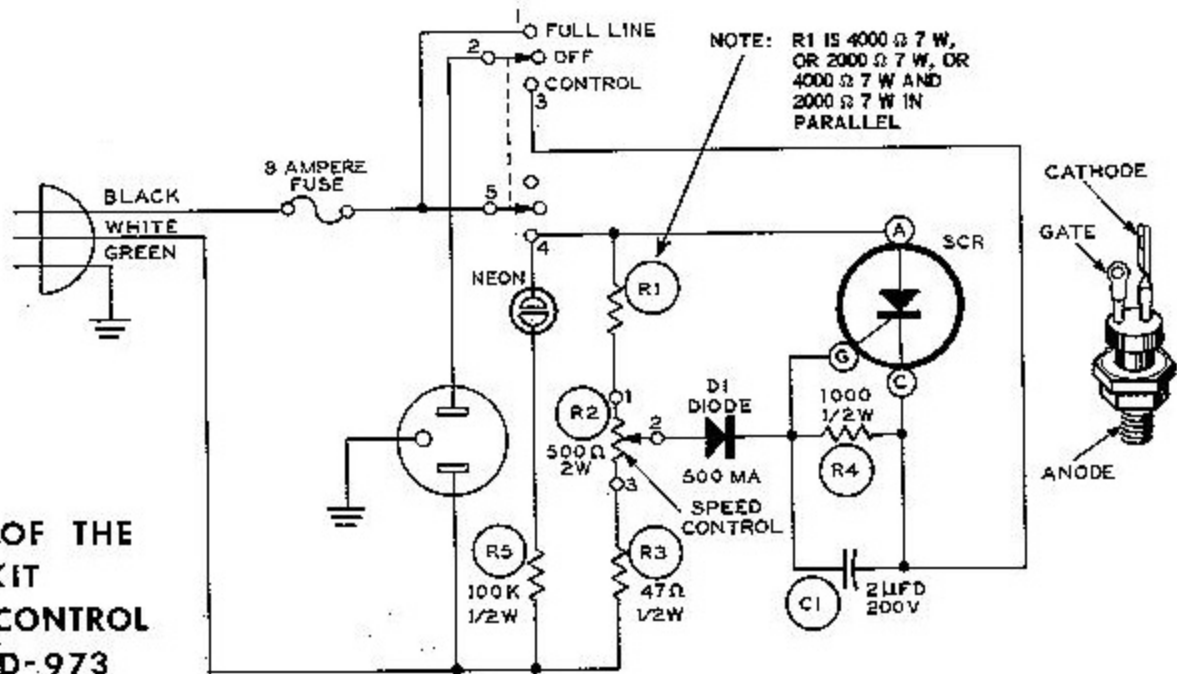 1
FULL LINE
2
OFF
CONTROL
3
NOTE: R1 IS 4000 Ω 7 W,
OR 2000 Ω 7 W, OR
4000 Ω 7 W AND
2000 Ω 7 W IN
PARALLEL
8 AMPERE
FUSE
BLACK
WHITE
GREEN
5
4
NEON
R1
A
SCR
G
C
CATHODE
GATE
ANODE
R2
500Ω
2W
1
2
3
D1
DIODE
500 MA
SPEED
CONTROL
1000
1/2W
R4
R5
100K
1/2W
R3
47Ω
1/2W
C1
2UFD
200V
OF THE
KIT
CONTROL
D-973